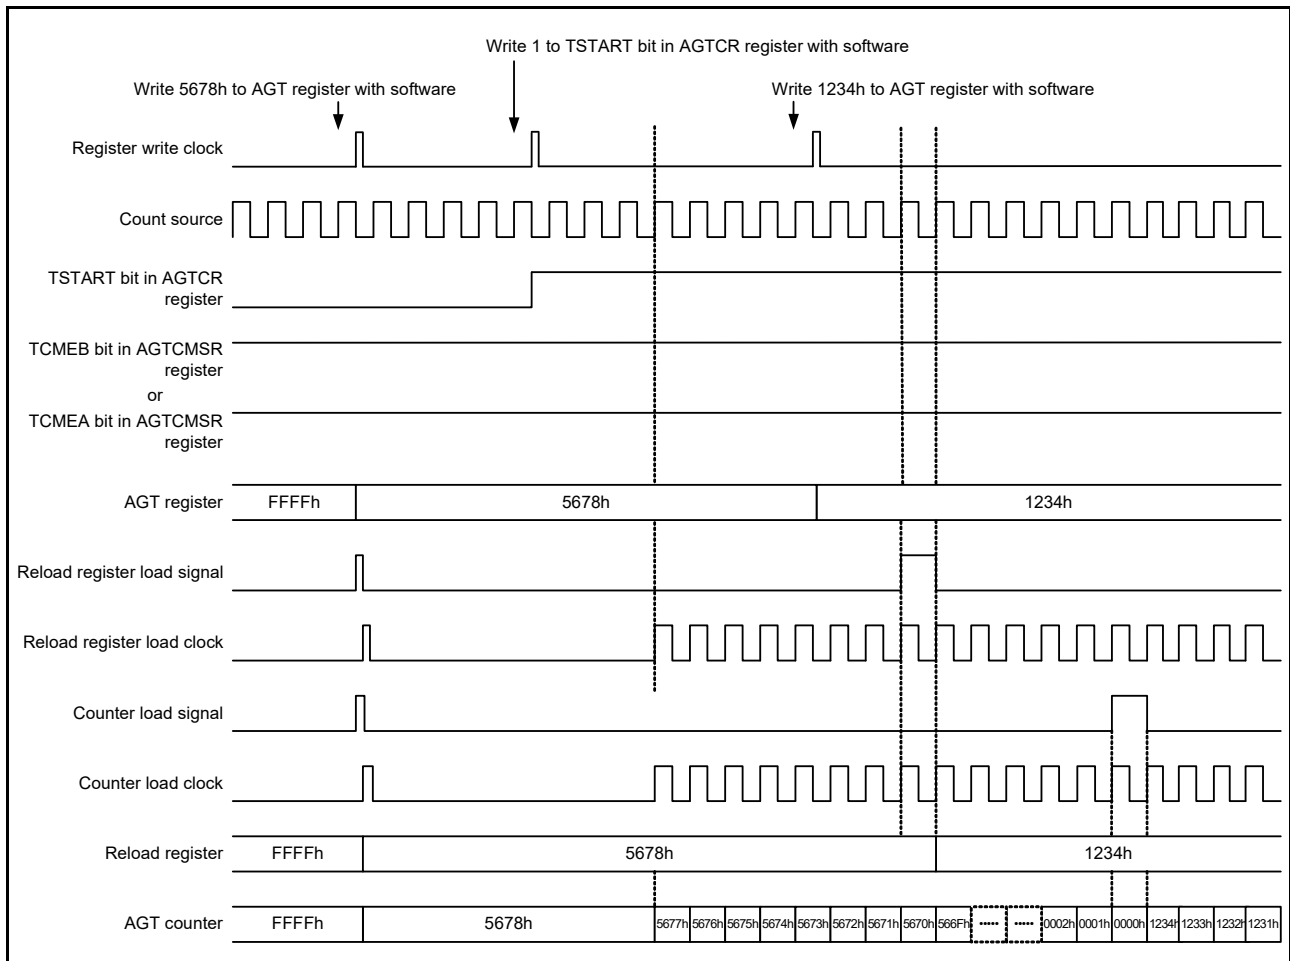 Write 1 to TSTART bit in AGTCR register with software
Write 5678h to AGT register with software
Write 1234h to AGT register with software
Register write clock
Count source
TSTART bit in AGTCR
register
TCMEB bit in AGTCMSR
register
or
TCMEA bit in AGTCMSR
register
AGT register FFFFh 5678h 1234h
Reload register load signal
Reload register load clock
Counter load signal
Counter load clock
Reload register FFFFh 5678h 1234h
AGT counter FFFFh 5678h 5677h 5676h 5675h 5674h 5673h 5672h 5671h 5670h 566Fh ····· ····· 0002h 0001h 0000h 1234h 1233h 1232h 1231h